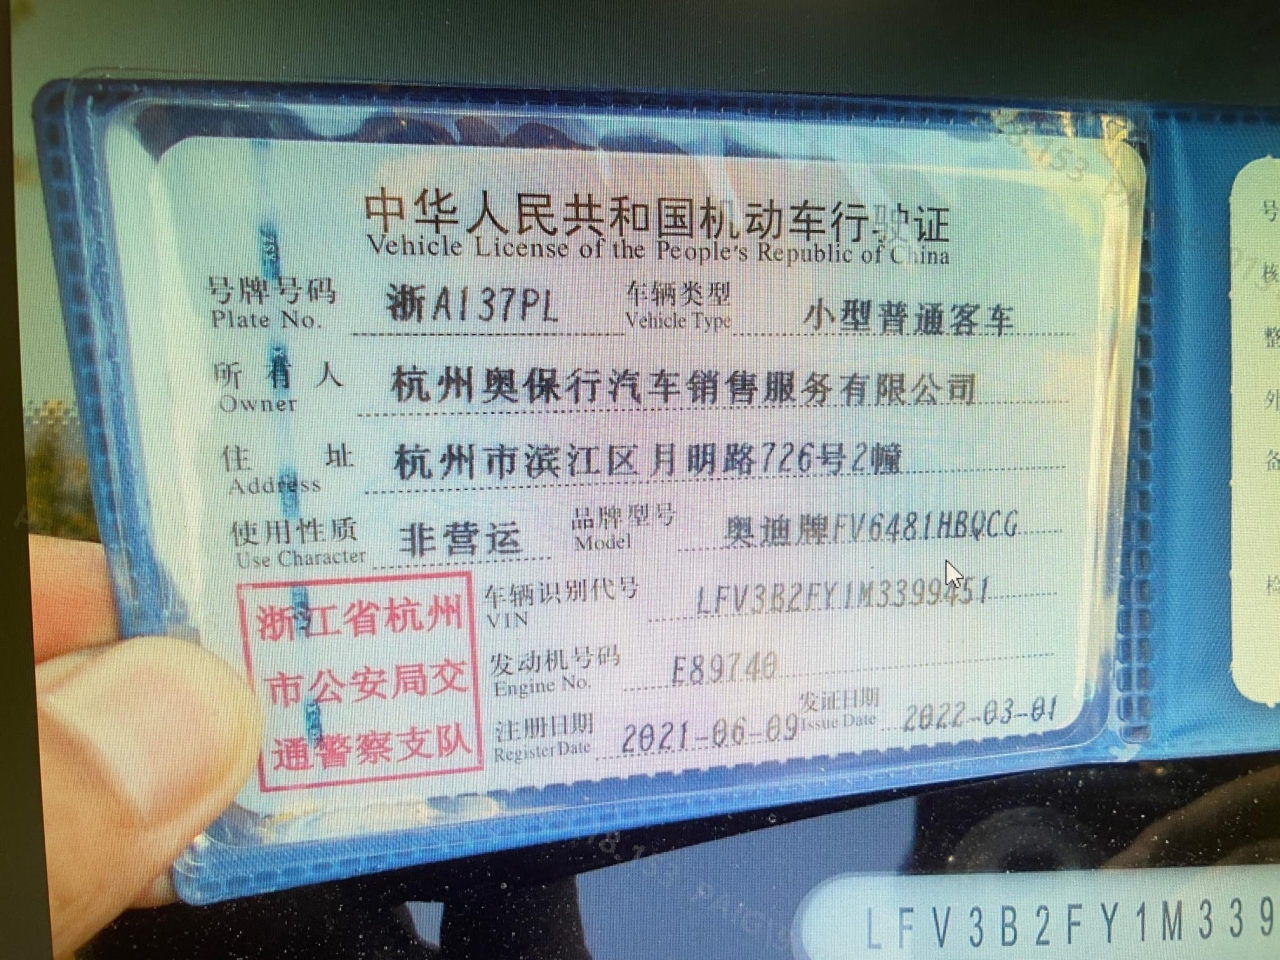 中华人民共和国机动车行驶证
Vehicle License of the People's Republic of China
号牌号码 浙A137PL 车辆类型 小型普通客车
Plate No. Vehicle Type
所有人 杭州奥保行汽车销售服务有限公司
Owner
住址 杭州市滨江区月明路726号2幢
Address
使用性质 非营运 品牌型号 奥迪牌FV6481HBQCG
Use Character Model
浙江省杭州
市公安局交
通警察支队
车辆识别代号 LFV3B2FY1M3399451
VIN
发动机号码 E89740
Engine No.
注册日期 2021-06-09 发证日期 2022-03-01
Register Date Issue Date
号
核
整
外
备
检
LFV3B2FY1M339